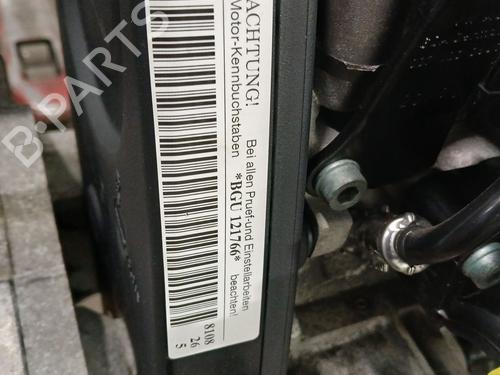 ACHTUNG!
Motor-Kennbuchstaben
Bei allen Pruef-und Einstellarbeiten
*BGU 121766*
beachten!
8108
26
5
B-PARTS